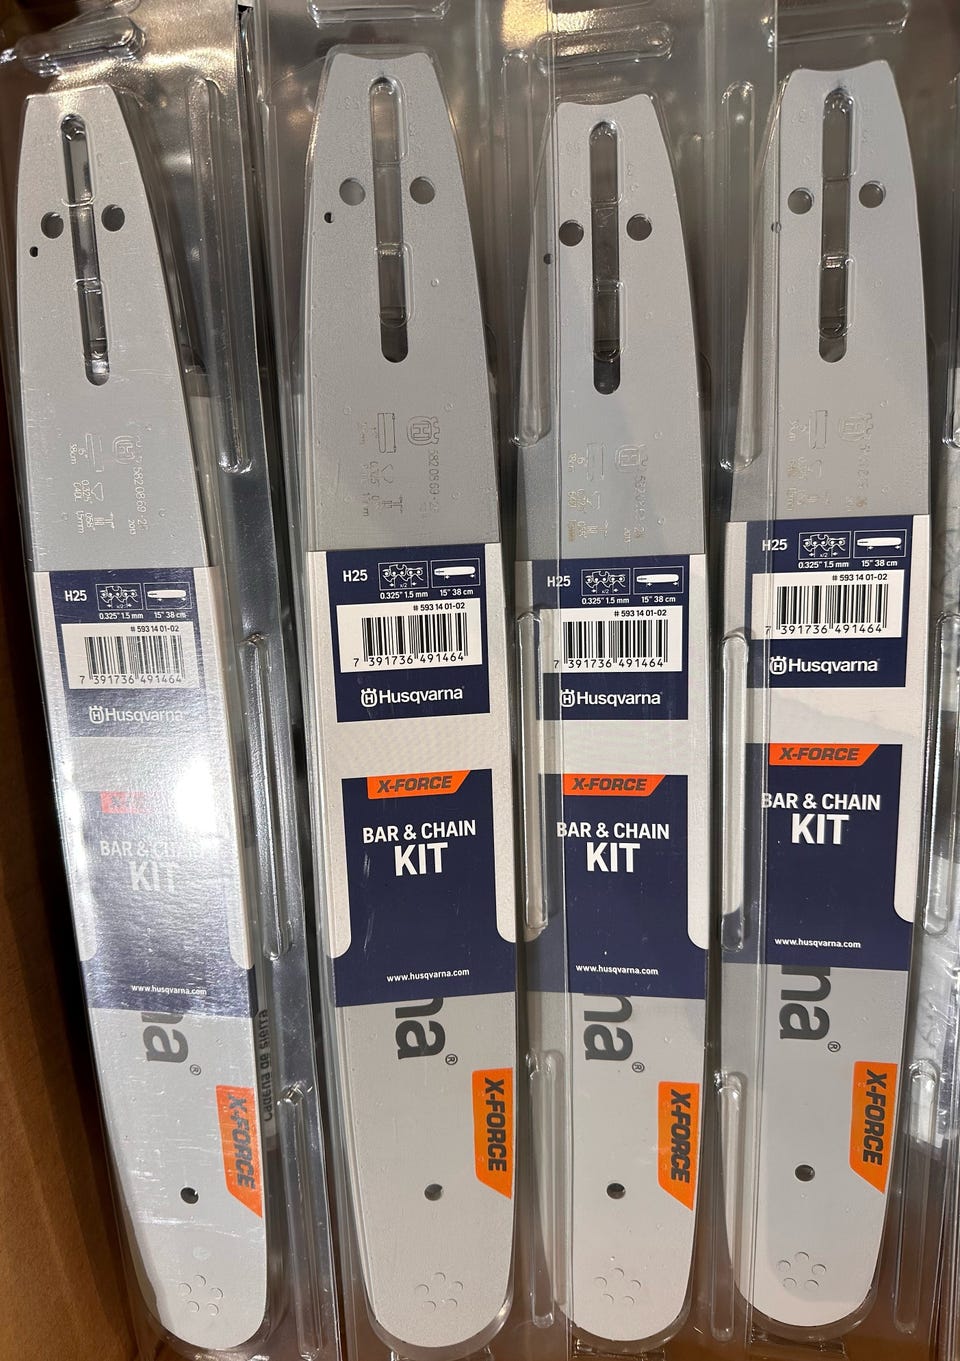 H25
0.325" 1.5 mm
15" 38 cm
# 593 14 01-02
7 391736 491464
Husqvarna
BAR & CHAIN
KIT
www.husqvarna.com
na®
X-FORCE
H25
0.325" 1.5 mm
15" 38 cm
# 593 14 01-02
7 391736 491464
Husqvarna
X-FORCE
BAR & CHAIN
KIT
www.husqvarna.com
na®
X-FORCE
H25
0.325" 1.5 mm
15" 38 cm
# 593 14 01-02
7 391736 491464
Husqvarna
X-FORCE
BAR & CHAIN
KIT
www.husqvarna.com
na®
X-FORCE
H25
0.325" 1.5 mm
15" 38 cm
# 593 14 01-02
7 391736 491464
Husqvarna
X-FORCE
BAR & CHAIN
KIT
www.husqvarna.com
na®
X-FORCE